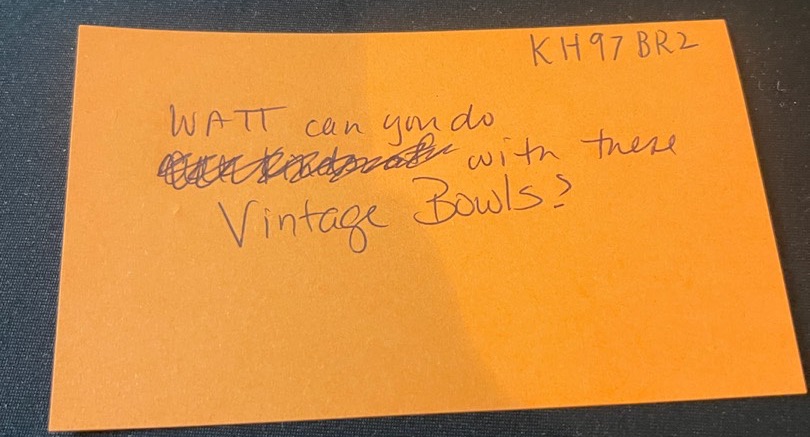 KH97BR2
WATT can you do
with these
Vintage Bowls?